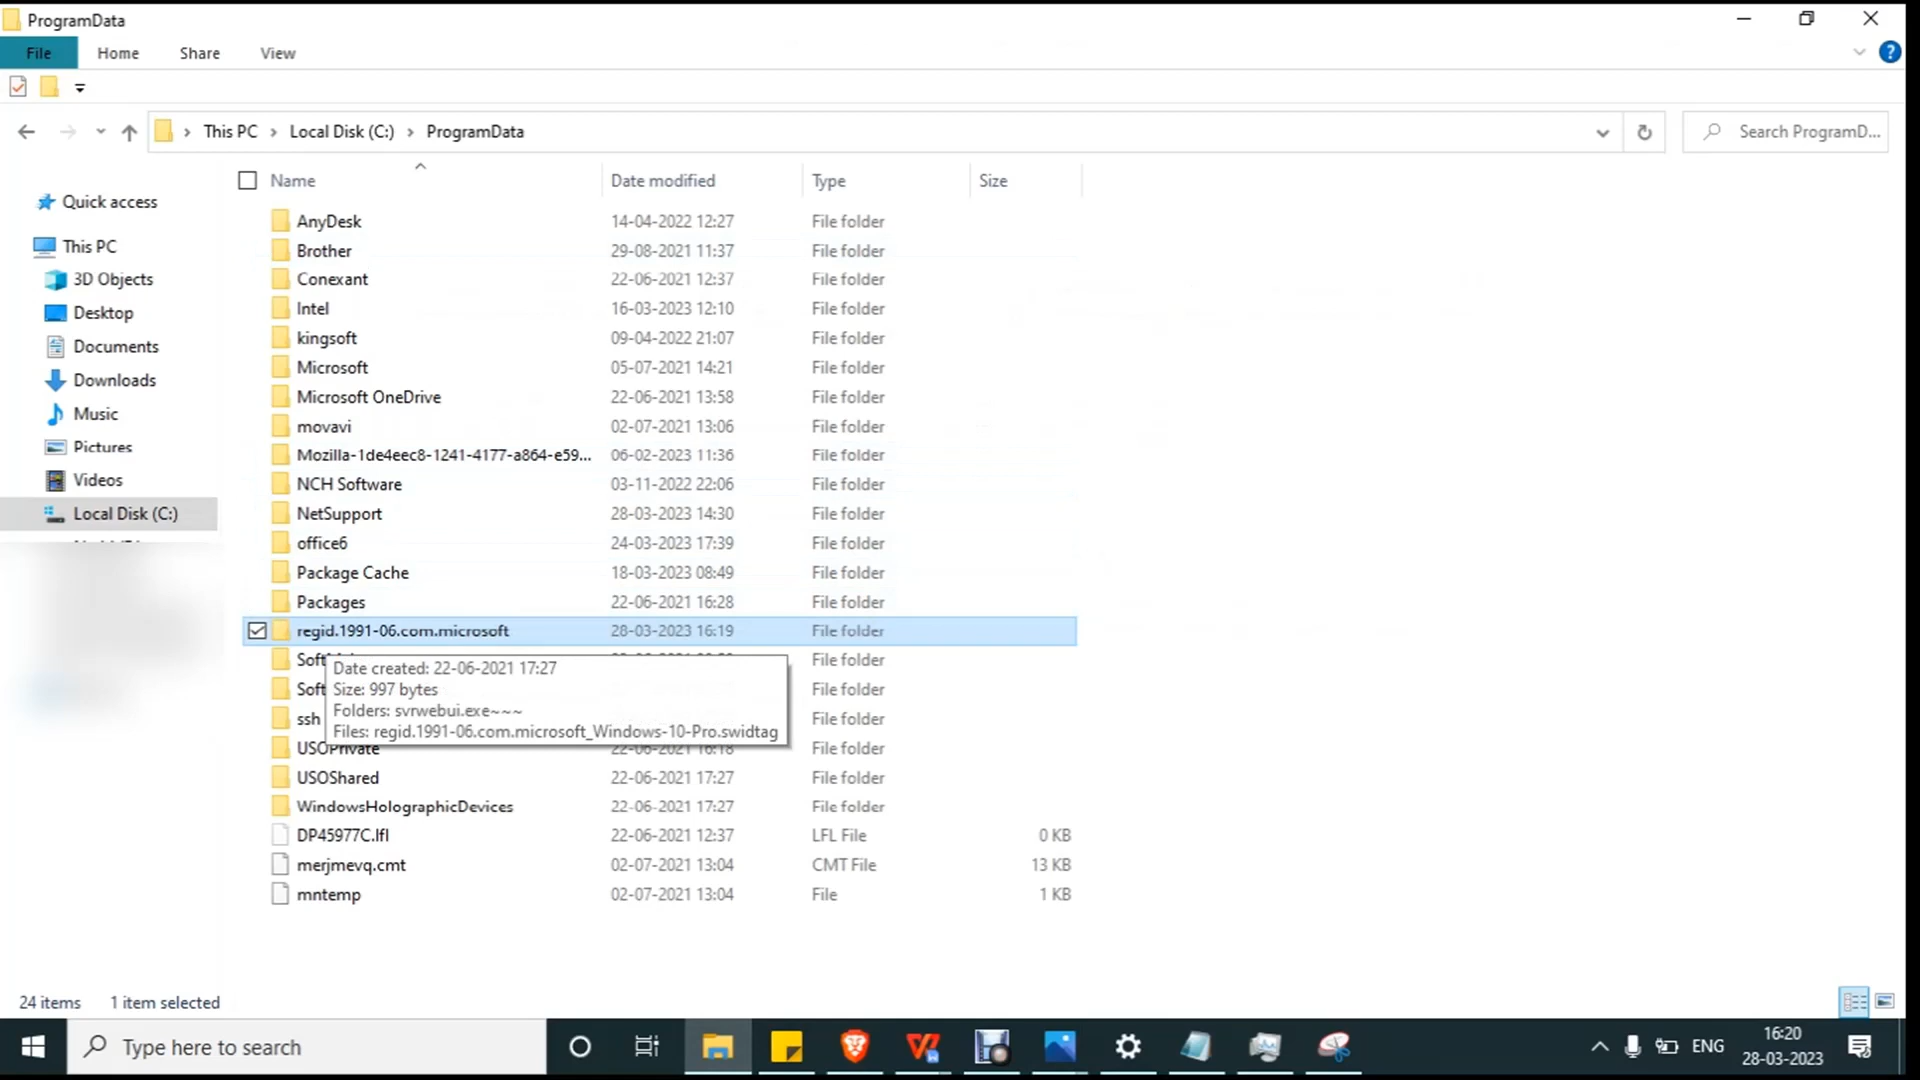 ProgramData
File Home Share View
This PC > Local Disk (C:) > ProgramData
Search ProgramD...
Name Date modified Type Size
Quick access
This PC
3D Objects
Desktop
Documents
Downloads
Music
Pictures
Videos
Local Disk (C:)
AnyDesk 14-04-2022 12:27 File folder
Brother 29-08-2021 11:37 File folder
Conexant 22-06-2021 12:37 File folder
Intel 16-03-2023 12:10 File folder
kingsoft 09-04-2022 21:07 File folder
Microsoft 05-07-2021 14:21 File folder
Microsoft OneDrive 22-06-2021 13:58 File folder
movavi 02-07-2021 13:06 File folder
Mozilla-1de4eec8-1241-4177-a864-e59... 06-02-2023 11:36 File folder
NCH Software 03-11-2022 22:06 File folder
NetSupport 28-03-2023 14:30 File folder
office6 24-03-2023 17:39 File folder
Package Cache 18-03-2023 08:49 File folder
Packages 22-06-2021 16:28 File folder
regid.1991-06.com.microsoft 28-03-2023 16:19 File folder
File folder
Soft File folder
ssh File folder
USOPrivate 22-06-2021 16:18 File folder
USOShared 22-06-2021 17:27 File folder
WindowsHolographicDevices 22-06-2021 17:27 File folder
DP45977C.lfl 22-06-2021 12:37 LFL File 0 KB
merjmevq.cmt 02-07-2021 13:04 CMT File 13 KB
mntemp 02-07-2021 13:04 File 1 KB
Date created: 22-06-2021 17:27
Size: 997 bytes
Folders: svrwebui.exe~~~
Files: regid.1991-06.com.microsoft_Windows-10-Pro.swidtag
24 items 1 item selected
Type here to search
ENG
16:20
28-03-2023